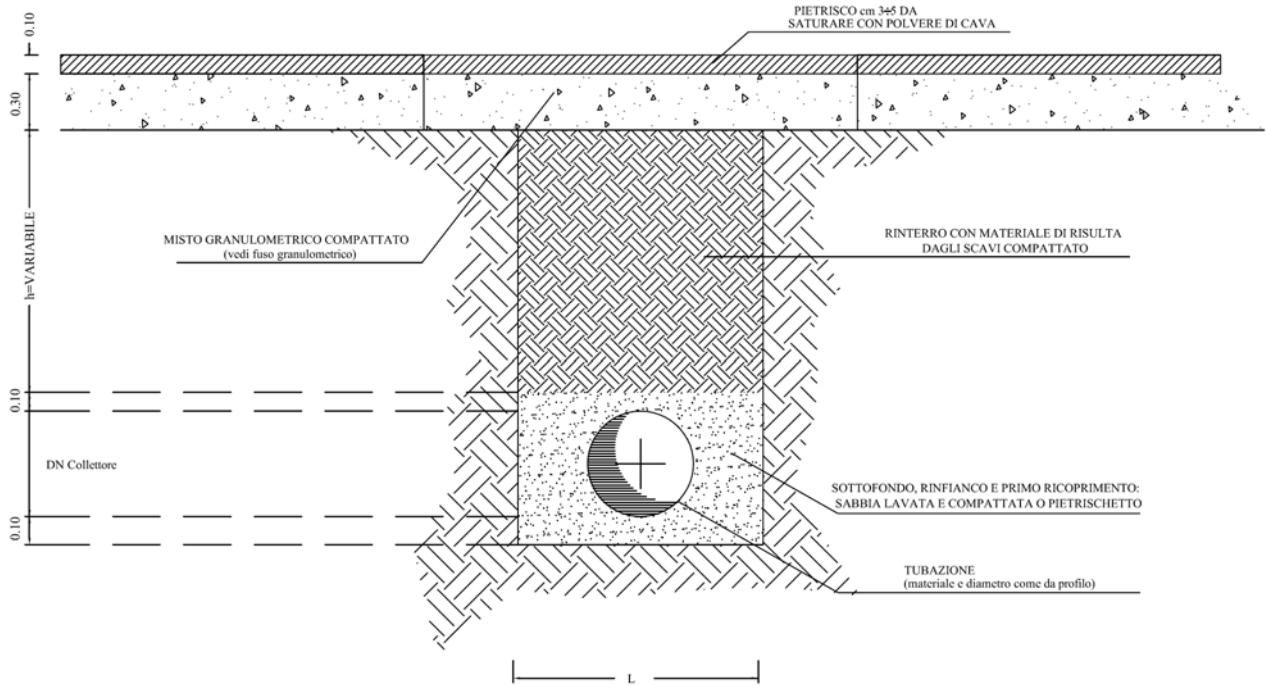 PIETRISCO cm 3÷5 DA
SATURARE CON POLVERE DI CAVA
0.10
0.30
h=VARIABILE
MISTO GRANULOMETRICO COMPATTATO
(vedi fuso granulometrico)
RINTERRO CON MATERIALE DI RISULTA
DAGLI SCAVI COMPATTATO
0.10
DN Collettore
SOTTOFONDO, RINFIANCO E PRIMO RICOPRIMENTO:
SABBIA LAVATA E COMPATTATA O PIETRISCHETTO
0.10
TUBAZIONE
(materiale e diametro come da profilo)
L